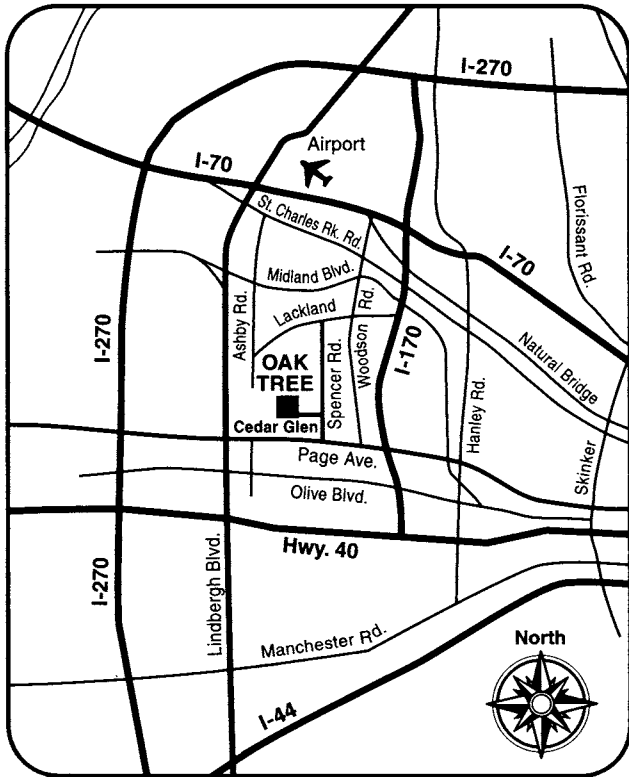 I-270
Airport
I-70
St. Charles Rk. Rd.
Florissant Rd.
I-70
Midland Blvd.
Lackland
Ashby Rd.
I-270
OAK
TREE
Spencer Rd.
Woodson Rd.
I-170
Natural Bridge
Hanley Rd.
Cedar Glen
Page Ave.
Skinker
Olive Blvd.
Hwy. 40
I-270
Lindbergh Blvd.
Manchester Rd.
North
I-44